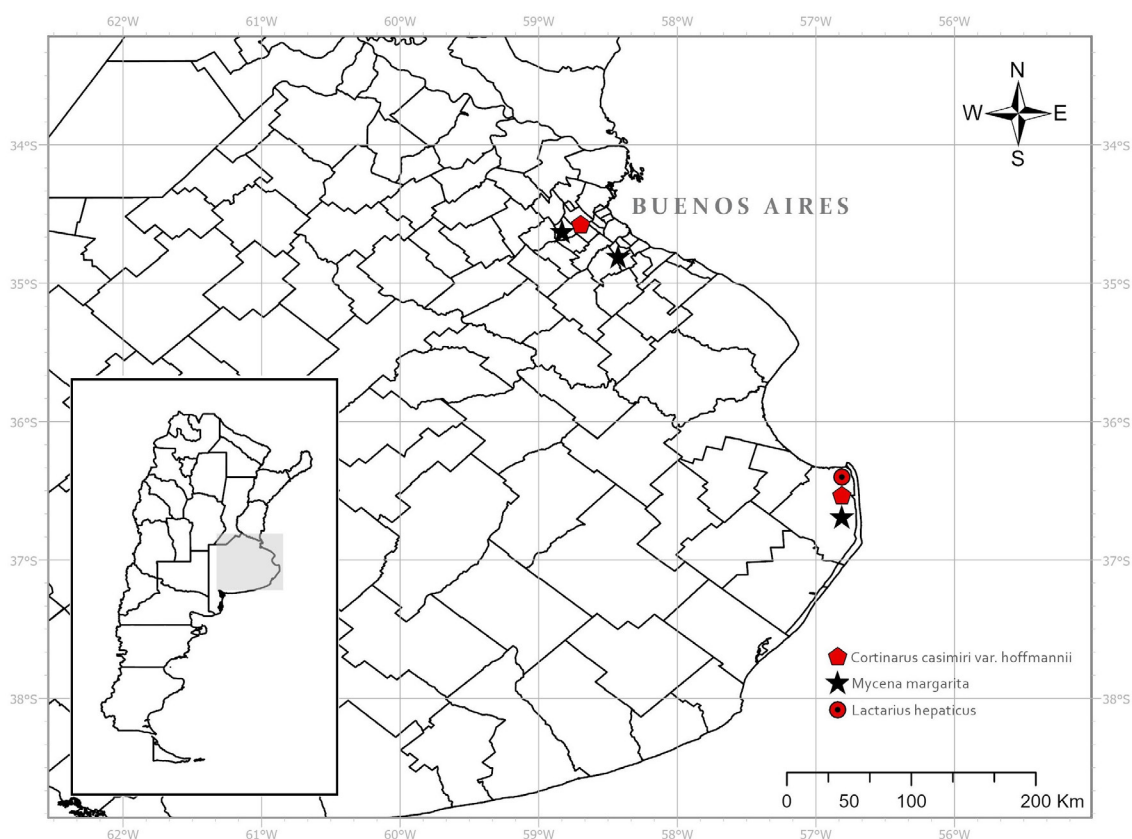 62°W 61°W 60°W 59°W 58°W 57°W 56°W
N
W E
S
34°S 34°S
BUENOS AIRES
35°S 35°S
36°S 36°S
37°S 37°S
Cortinarus casimiri var. hoffmannii
Mycena margarita
38°S 38°S
Lactarius hepaticus
0 50 100 200 Km
62°W 61°W 60°W 59°W 58°W 57°W 56°W